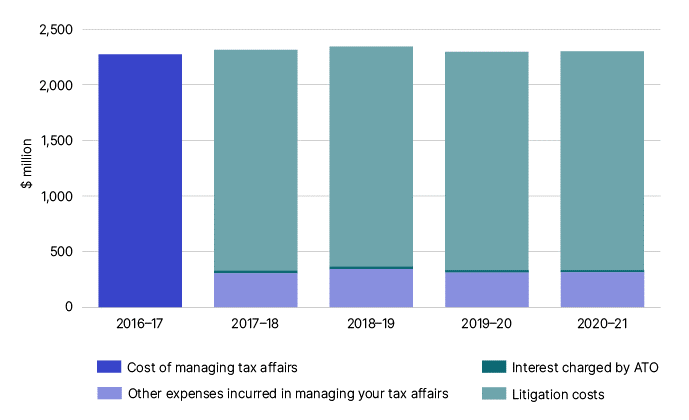 2,500
2,000
1,500
1,000
500
0
$ million
2016–17 2017–18 2018–19 2019–20 2020–21
Cost of managing tax affairs Interest charged by ATO
Other expenses incurred in managing your tax affairs Litigation costs